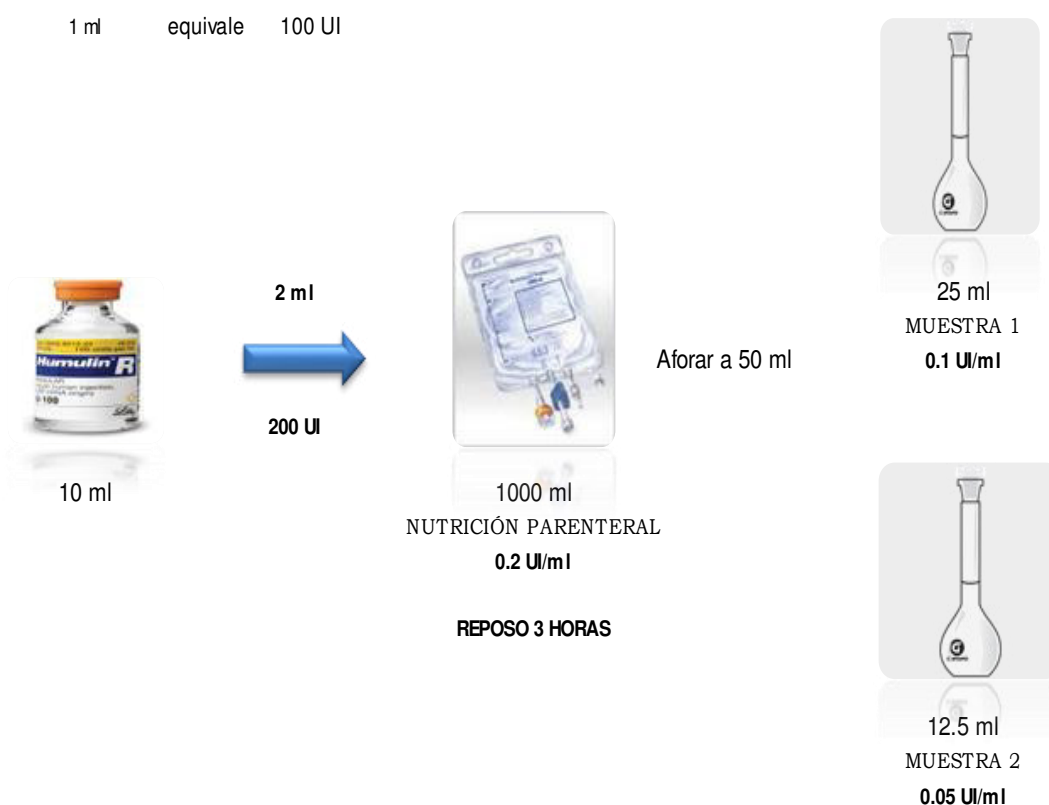 1 ml equivale 100 UI
Humulin R
2 ml
200 UI
10 ml
1000 ml
NUTRICIÓN PARENTERAL
0.2 UI/ml
REPOSO 3 HORAS
Aforar a 50 ml
25 ml
MUESTRA 1
0.1 UI/ml
12.5 ml
MUESTRA 2
0.05 UI/ml